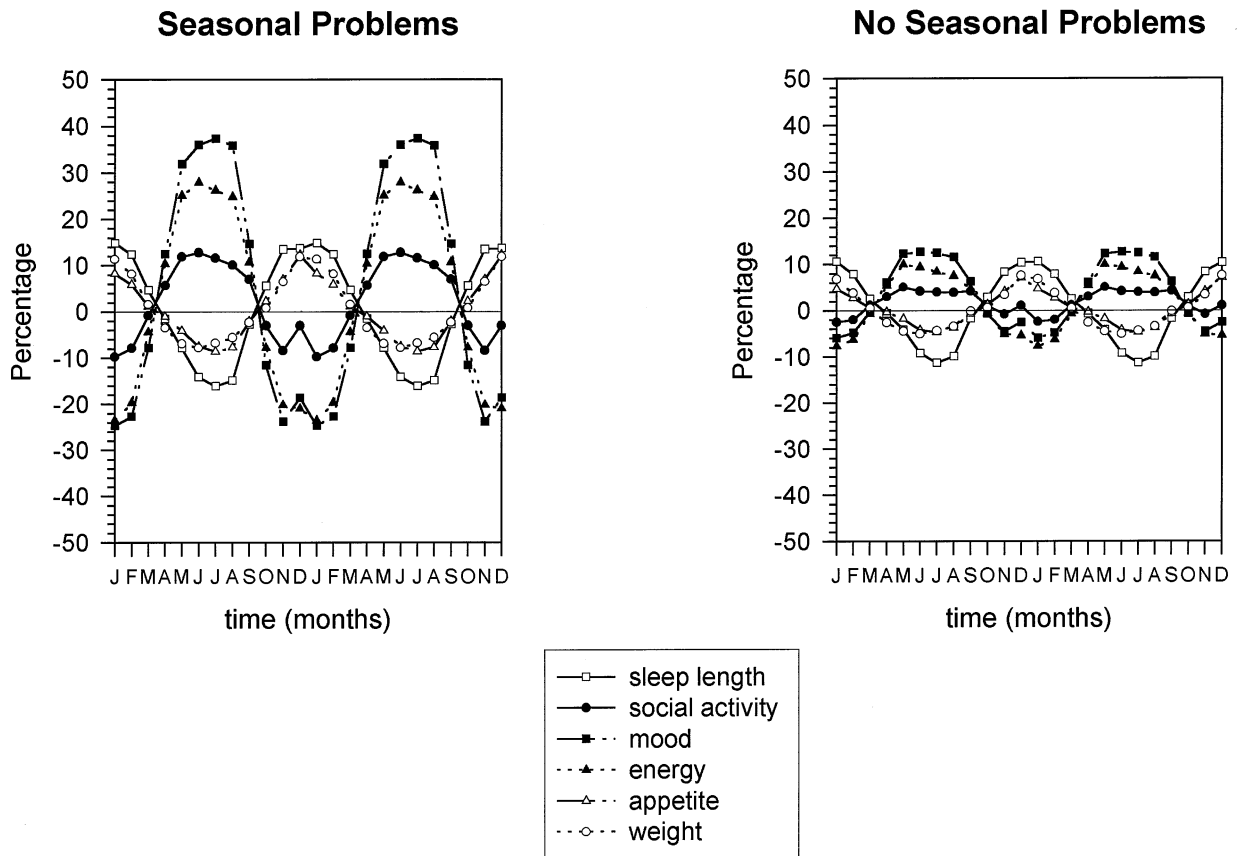 Seasonal Problems
50
40
30
20
10
0
-10
-20
-30
-40
-50
Percentage
J F M A M J J A S O N D J F M A M J J A S O N D
time (months)
No Seasonal Problems
50
40
30
20
10
0
-10
-20
-30
-40
-50
Percentage
J F M A M J J A S O N D J F M A M J J A S O N D
time (months)
sleep length
social activity
mood
energy
appetite
weight